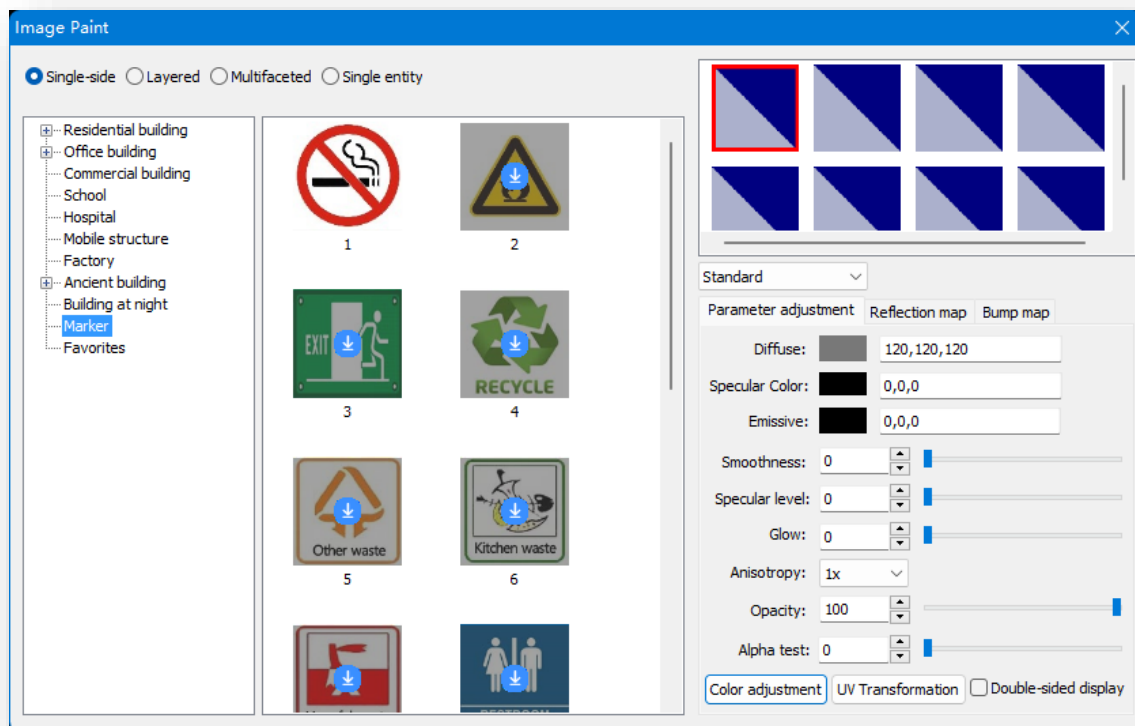 Image Paint
Single-side Layered Multifaceted Single entity
Residential building
Office building
Commercial building
School
Hospital
Mobile structure
Factory
Ancient building
Building at night
Marker
Favorites
1
2
EXIT
3
RECYCLE
4
Other waste
5
Kitchen waste
6
RESTROOM
Standard
Parameter adjustment Reflection map Bump map
Diffuse: 120,120,120
Specular Color: 0,0,0
Emissive: 0,0,0
Smoothness: 0
Specular level: 0
Glow: 0
Anisotropy: 1x
Opacity: 100
Alpha test: 0
Color adjustment UV Transformation Double-sided display